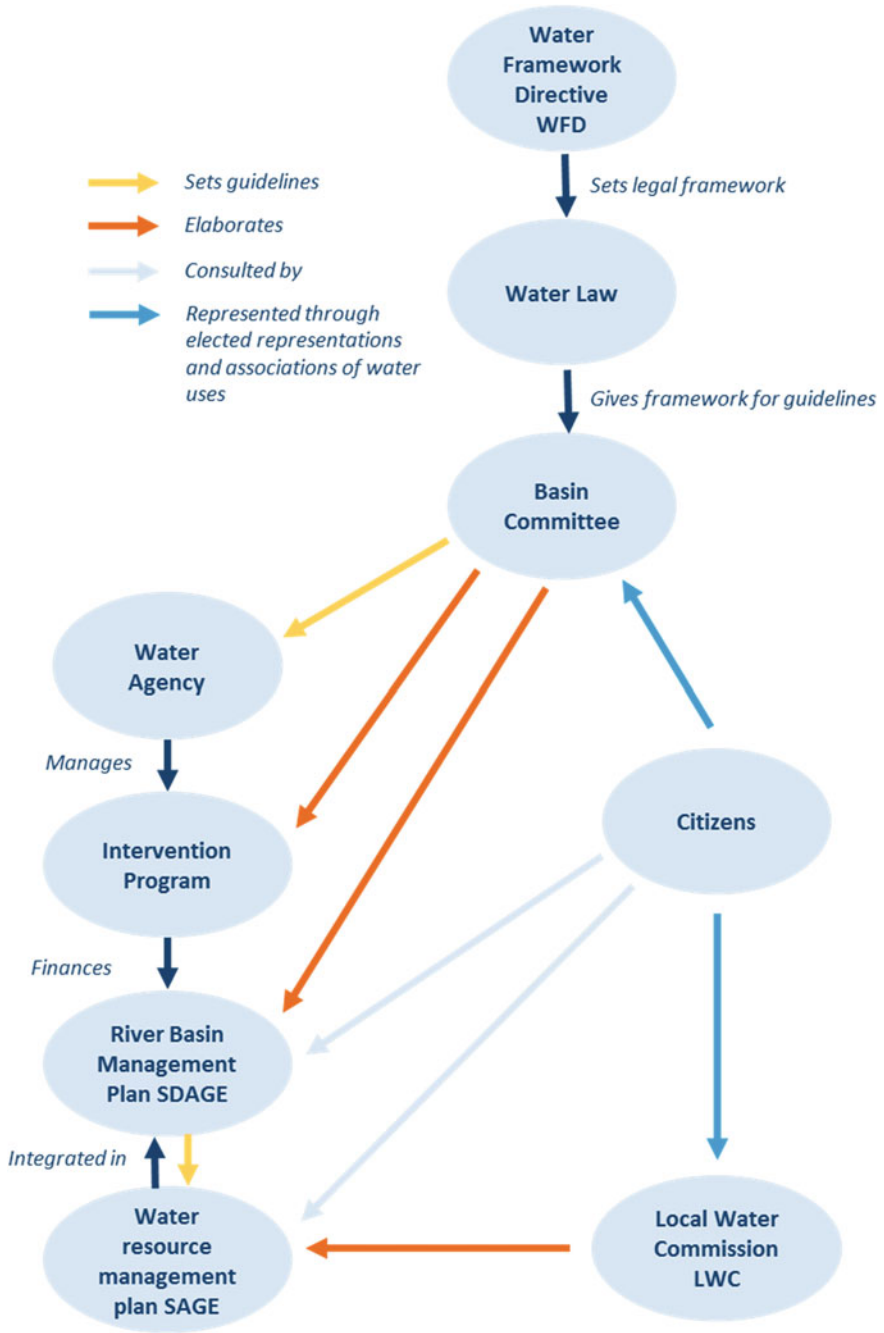 Water
Framework
Directive
WFD
Sets guidelines
Sets legal framework
Elaborates
Consulted by
Represented through
elected representations
and associations of water
uses
Water Law
Gives framework for guidelines
Basin
Committee
Water
Agency
Manages
Citizens
Intervention
Program
Finances
River Basin
Management
Plan SDAGE
Integrated in
Water
resource
management
plan SAGE
Local Water
Commission
LWC